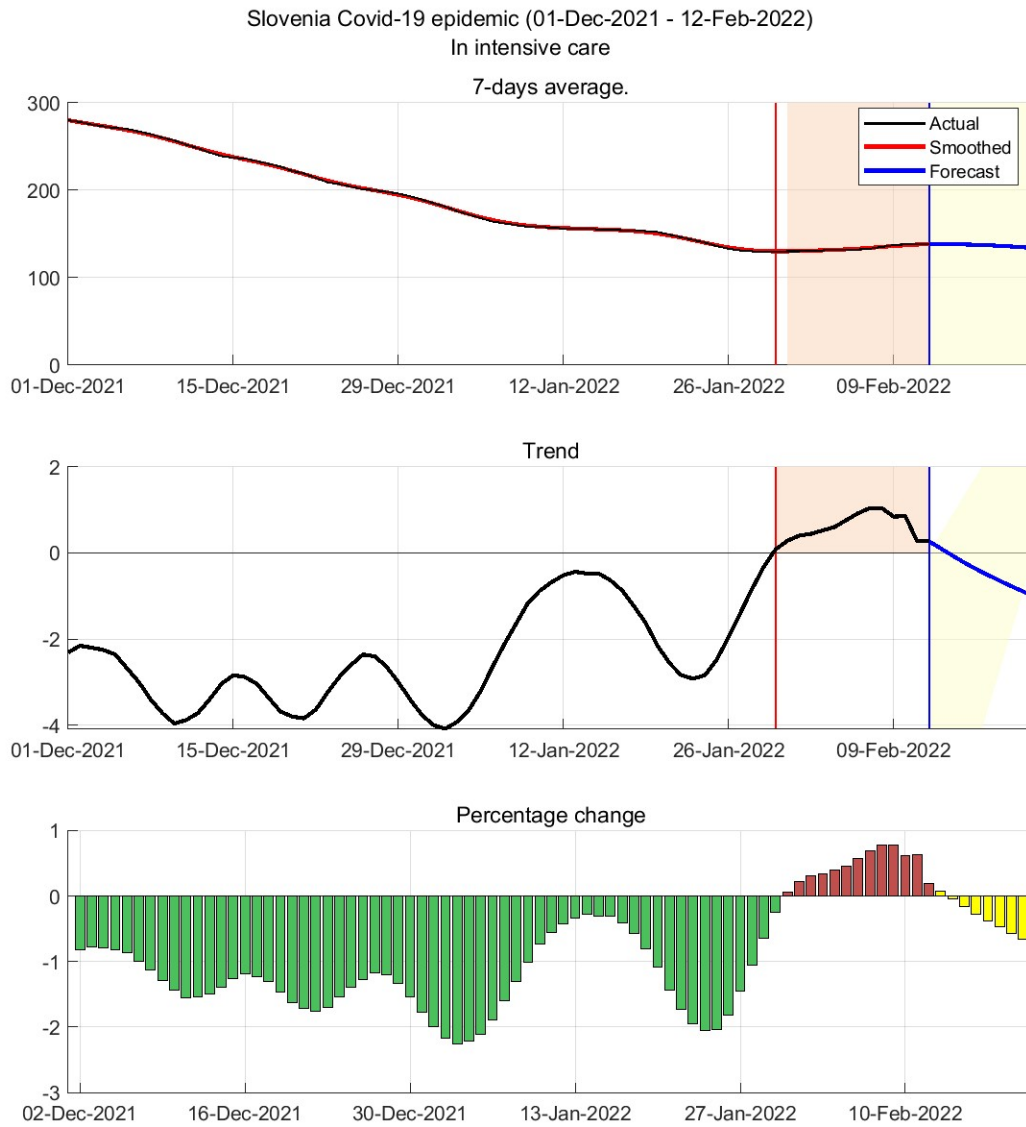 Slovenia Covid-19 epidemic (01-Dec-2021 - 12-Feb-2022)
In intensive care
7-days average.
300
200
100
0
Actual
Smoothed
Forecast
01-Dec-2021 15-Dec-2021 29-Dec-2021 12-Jan-2022 26-Jan-2022 09-Feb-2022
Trend
2
0
-2
-4
01-Dec-2021 15-Dec-2021 29-Dec-2021 12-Jan-2022 26-Jan-2022 09-Feb-2022
Percentage change
1
0
-1
-2
-3
02-Dec-2021 16-Dec-2021 30-Dec-2021 13-Jan-2022 27-Jan-2022 10-Feb-2022